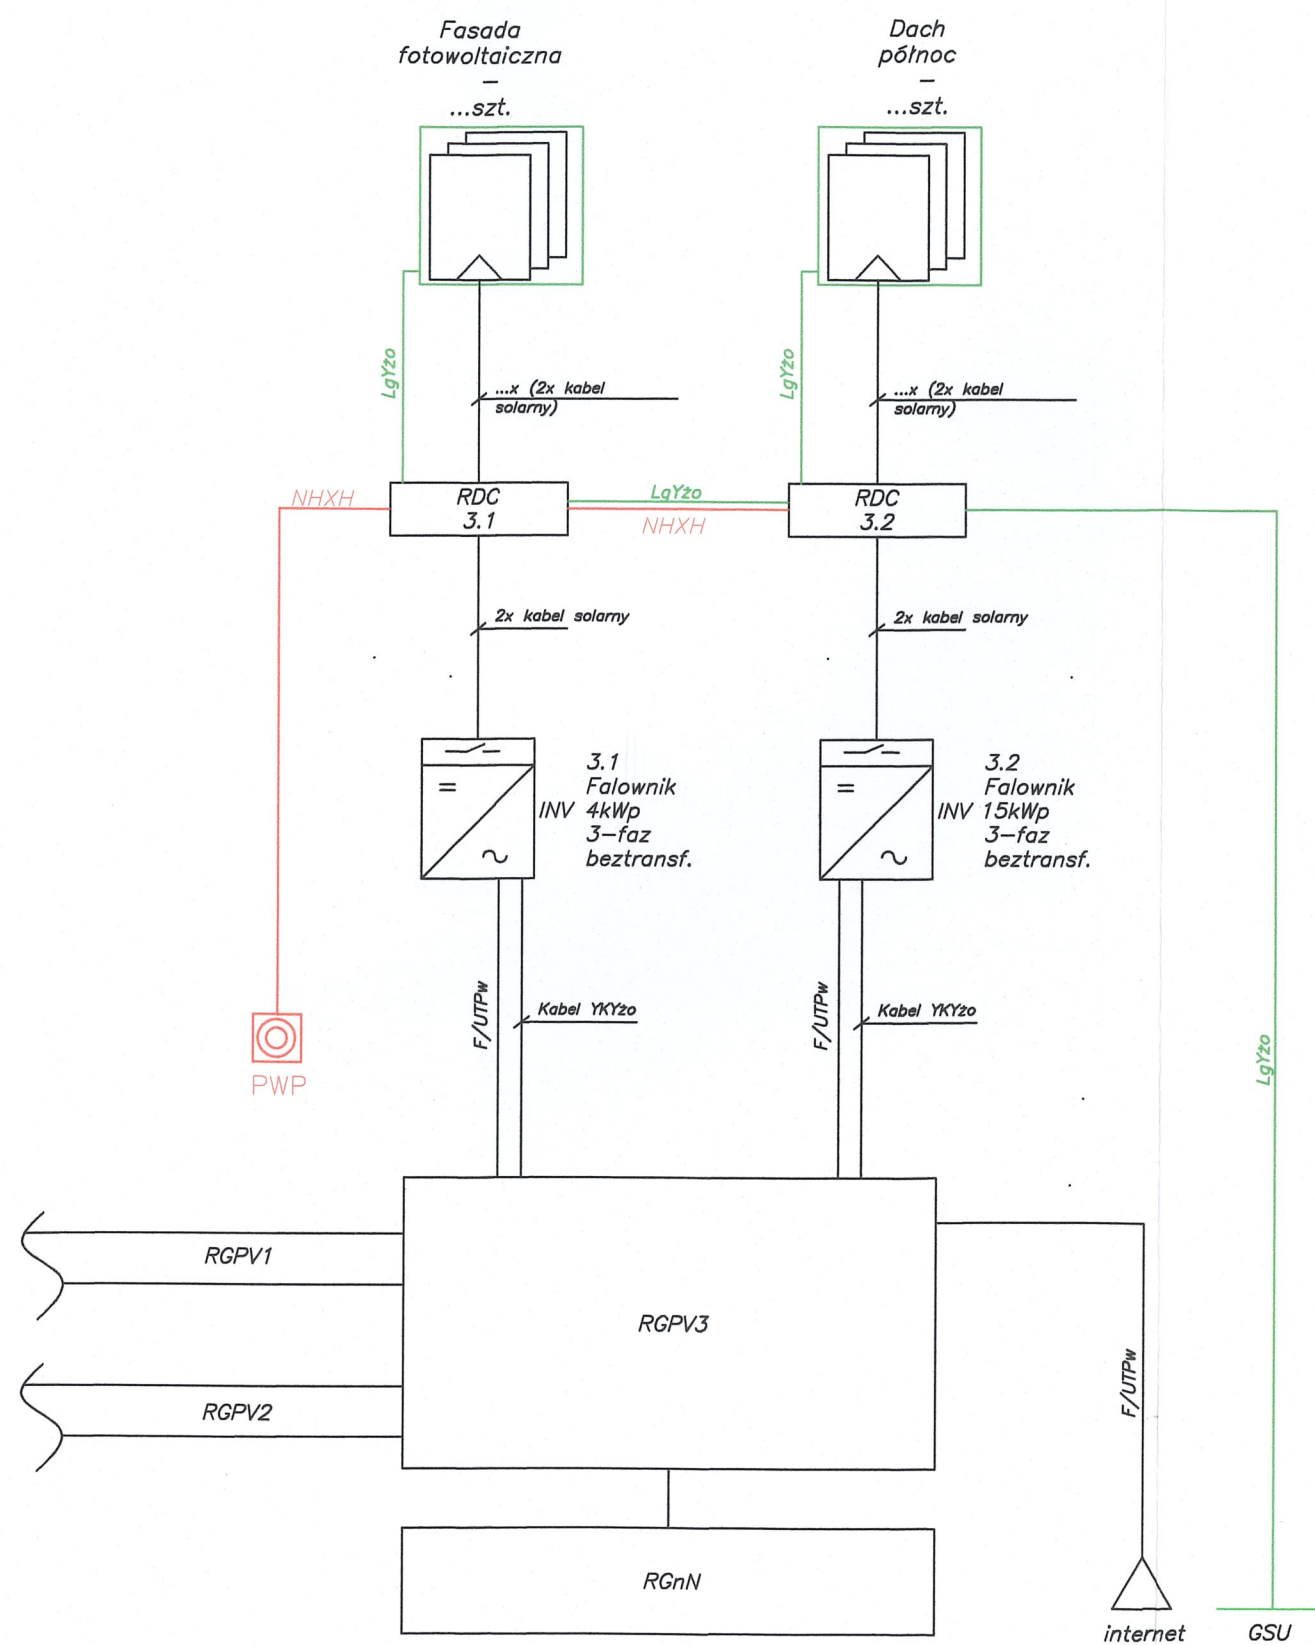 Fasada
fotowoltaiczna
–
...szt.
Dach
północ
–
...szt.
LgYżo
...x (2x kabel
solarny)
LgYżo
...x (2x kabel
solarny)
NHXH
RDC
3.1
LgYżo
NHXH
RDC
3.2
2x kabel solarny
2x kabel solarny
INV
3.1
Falownik
4kWp
3-faz
beztransf.
INV
3.2
Falownik
15kWp
3-faz
beztransf.
F/UTPw
Kabel YKYżo
F/UTPw
Kabel YKYżo
LgYżo
PWP
RGPV1
RGPV3
RGPV2
F/UTPw
RGnN
internet
GSU